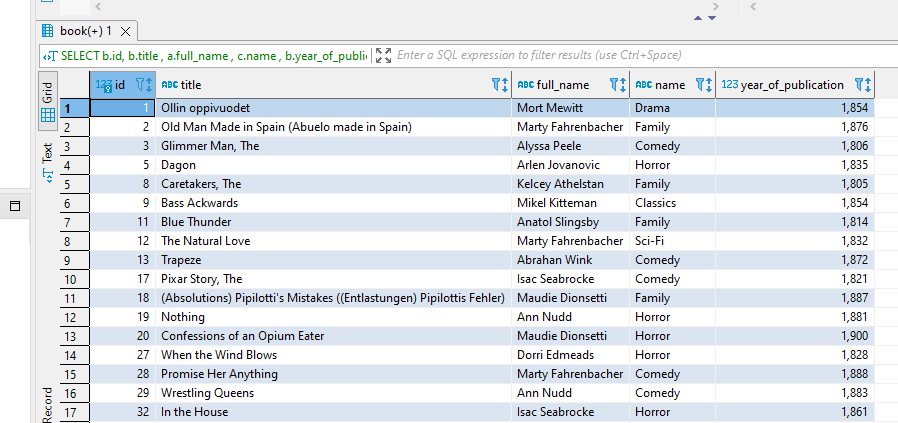 book(+) 1
SELECT b.id, b.title , a.full_name , c.name , b.year_of_publi Enter a SQL expression to filter results (use Ctrl+Space)
Grid
Text
Record
123 id ABC title ABC full_name ABC name 123 year_of_publication
1 1 Ollin oppivuodet Mort Mewitt Drama 1,854
2 2 Old Man Made in Spain (Abuelo made in Spain) Marty Fahrenbacher Family 1,876
3 3 Glimmer Man, The Alyssa Peele Comedy 1,806
4 5 Dagon Arlen Jovanovic Horror 1,835
5 8 Caretakers, The Kelcey Athelstan Family 1,805
6 9 Bass Ackwards Mikel Kitteman Classics 1,854
7 11 Blue Thunder Anatol Slingsby Family 1,814
8 12 The Natural Love Marty Fahrenbacher Sci-Fi 1,832
9 13 Trapeze Abrahan Wink Comedy 1,872
10 17 Pixar Story, The Isac Seabrocke Comedy 1,821
11 18 (Absolutions) Pipilotti's Mistakes ((Entlastungen) Pipilottis Fehler) Maudie Dionsetti Family 1,887
12 19 Nothing Ann Nudd Horror 1,881
13 20 Confessions of an Opium Eater Maudie Dionsetti Horror 1,900
14 27 When the Wind Blows Dorri Edmeads Horror 1,828
15 28 Promise Her Anything Marty Fahrenbacher Comedy 1,888
16 29 Wrestling Queens Ann Nudd Comedy 1,883
17 32 In the House Isac Seabrocke Horror 1,861